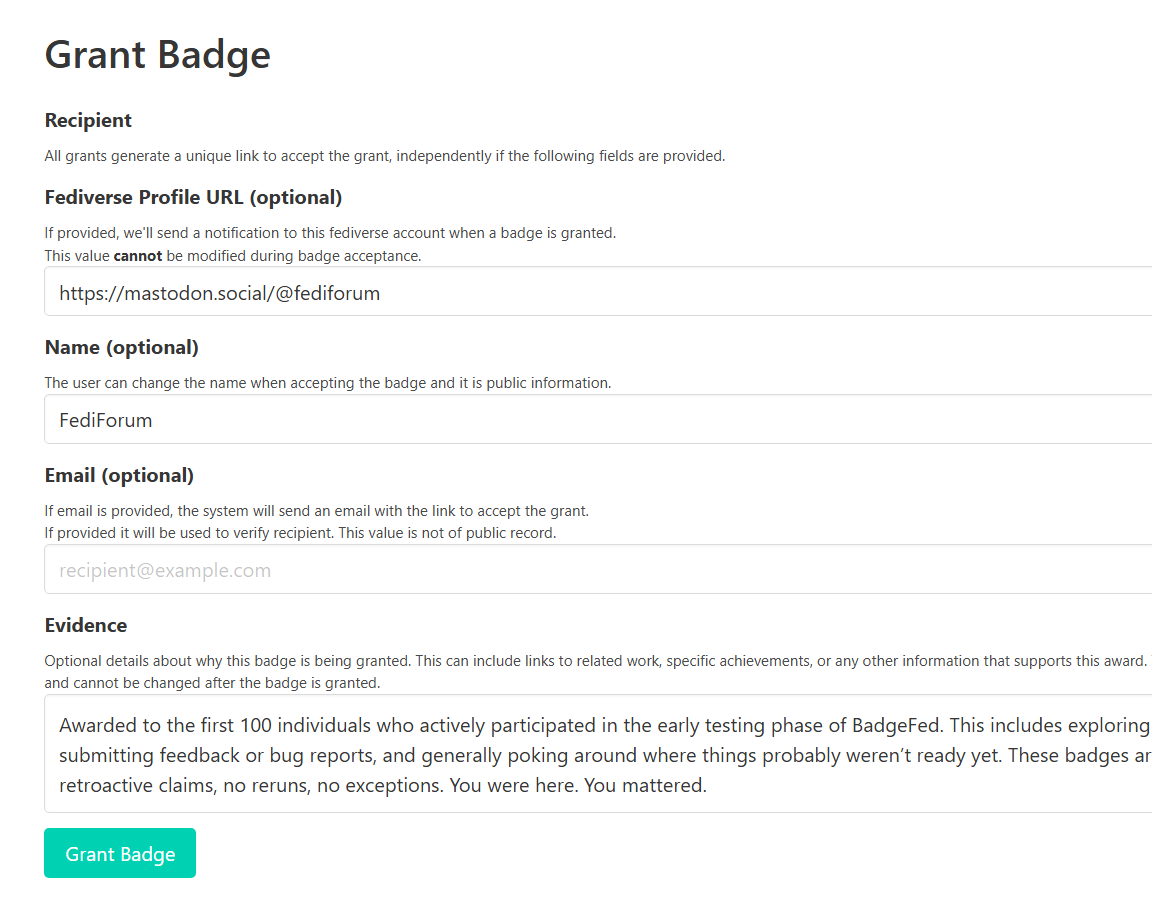 Grant Badge
Recipient
All grants generate a unique link to accept the grant, independently if the following fields are provided.
Fediverse Profile URL (optional)
If provided, we'll send a notification to this fediverse account when a badge is granted.
This value cannot be modified during badge acceptance.
https://mastodon.social/@fediforum
Name (optional)
The user can change the name when accepting the badge and it is public information.
FediForum
Email (optional)
If email is provided, the system will send an email with the link to accept the grant.
If provided it will be used to verify recipient. This value is not of public record.
recipient@example.com
Evidence
Optional details about why this badge is being granted. This can include links to related work, specific achievements, or any other information that supports this award.
and cannot be changed after the badge is granted.
Awarded to the first 100 individuals who actively participated in the early testing phase of BadgeFed. This includes exploring
submitting feedback or bug reports, and generally poking around where things probably weren’t ready yet. These badges ar
retroactive claims, no reruns, no exceptions. You were here. You mattered.
Grant Badge